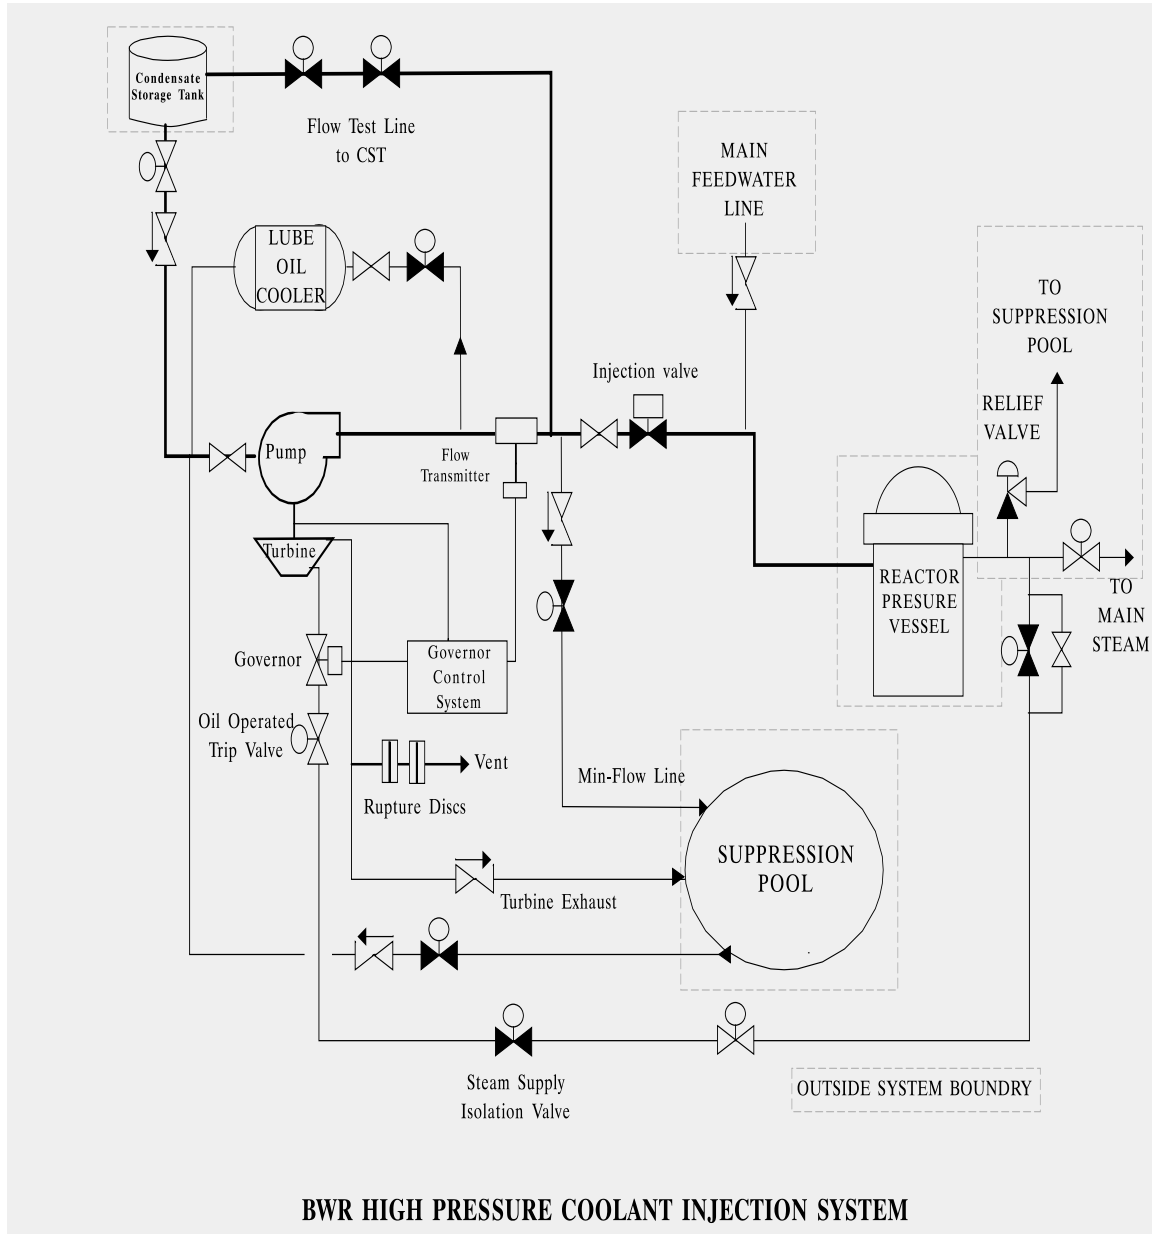 Condensate
Storage Tank
Flow Test Line
to CST
MAIN
FEEDWATER
LINE
LUBE
OIL
COOLER
TO
SUPPRESSION
POOL
Injection valve
RELIEF
VALVE
Pump
Flow
Transmitter
Turbine
REACTOR
PRESURE
VESSEL
TO
MAIN
STEAM
Governor
Governor
Control
System
Oil Operated
Trip Valve
Vent
Rupture Discs
Min-Flow Line
SUPPRESSION
POOL
Turbine Exhaust
Steam Supply
Isolation Valve
OUTSIDE SYSTEM BOUNDRY
BWR HIGH PRESSURE COOLANT INJECTION SYSTEM